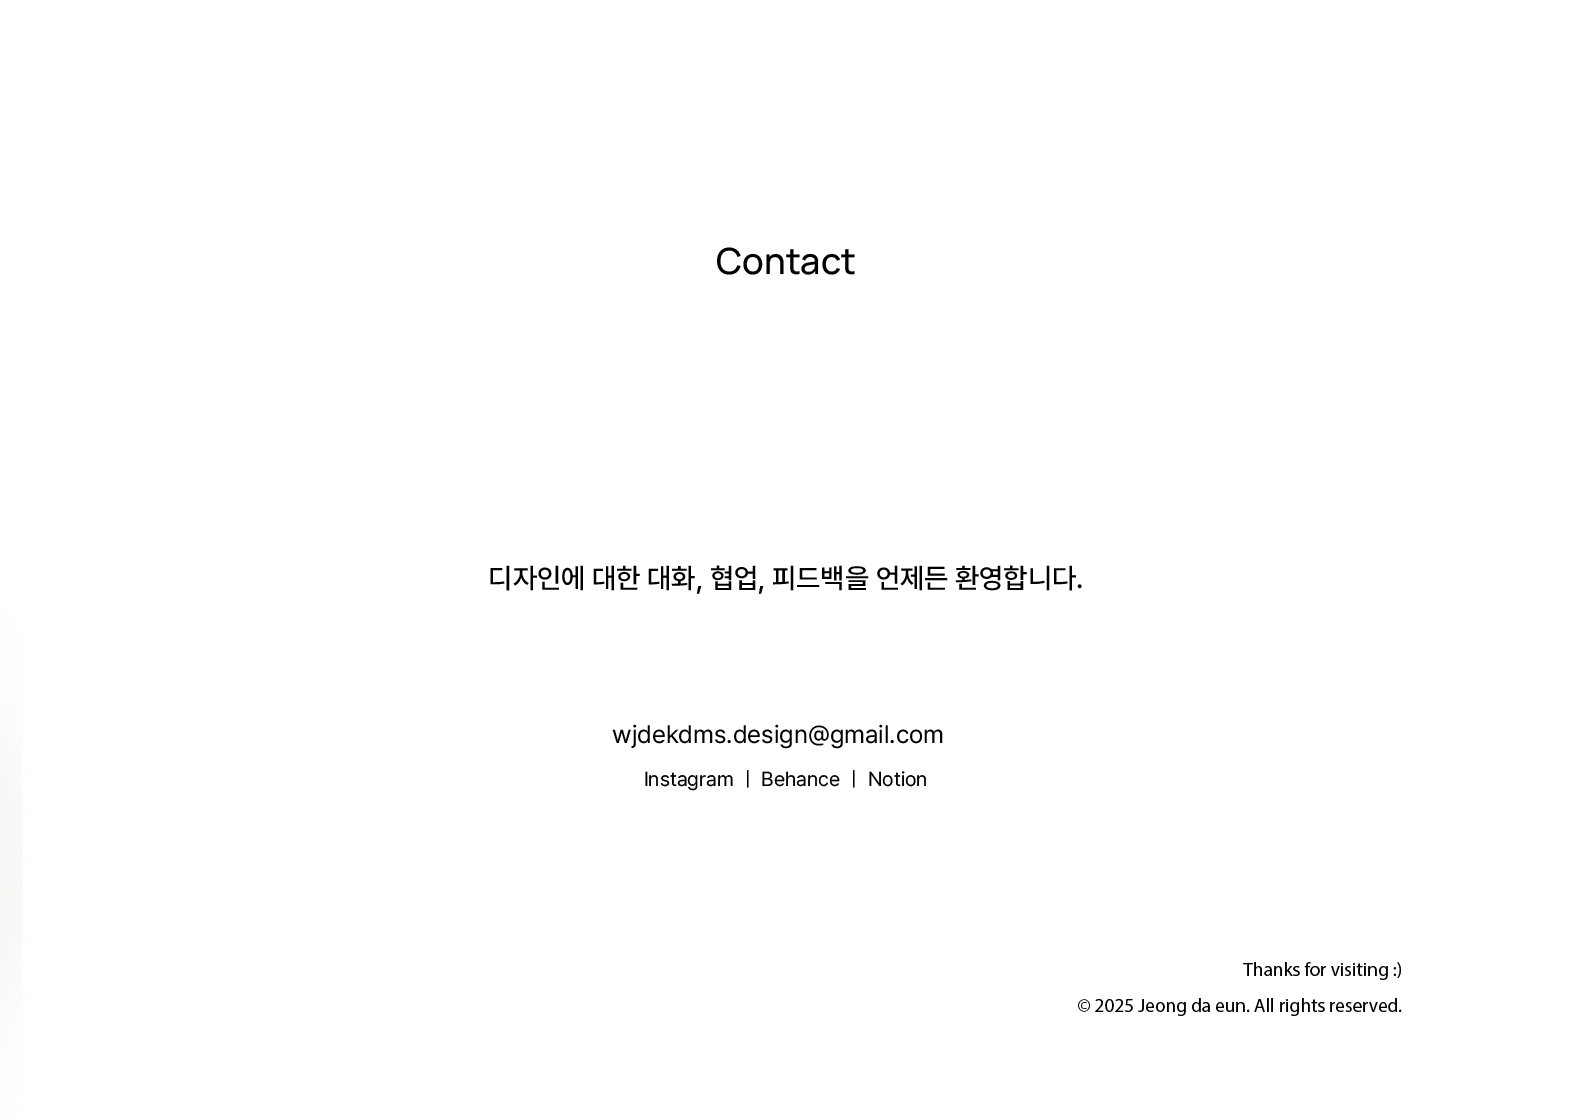 Contact
디자인에 대한 대화, 협업, 피드백을 언제든 환영합니다.
wjdekdms.design@gmail.com
Instagram | Behance | Notion
Thanks for visiting :)
© 2025 Jeong da eun. All rights reserved.